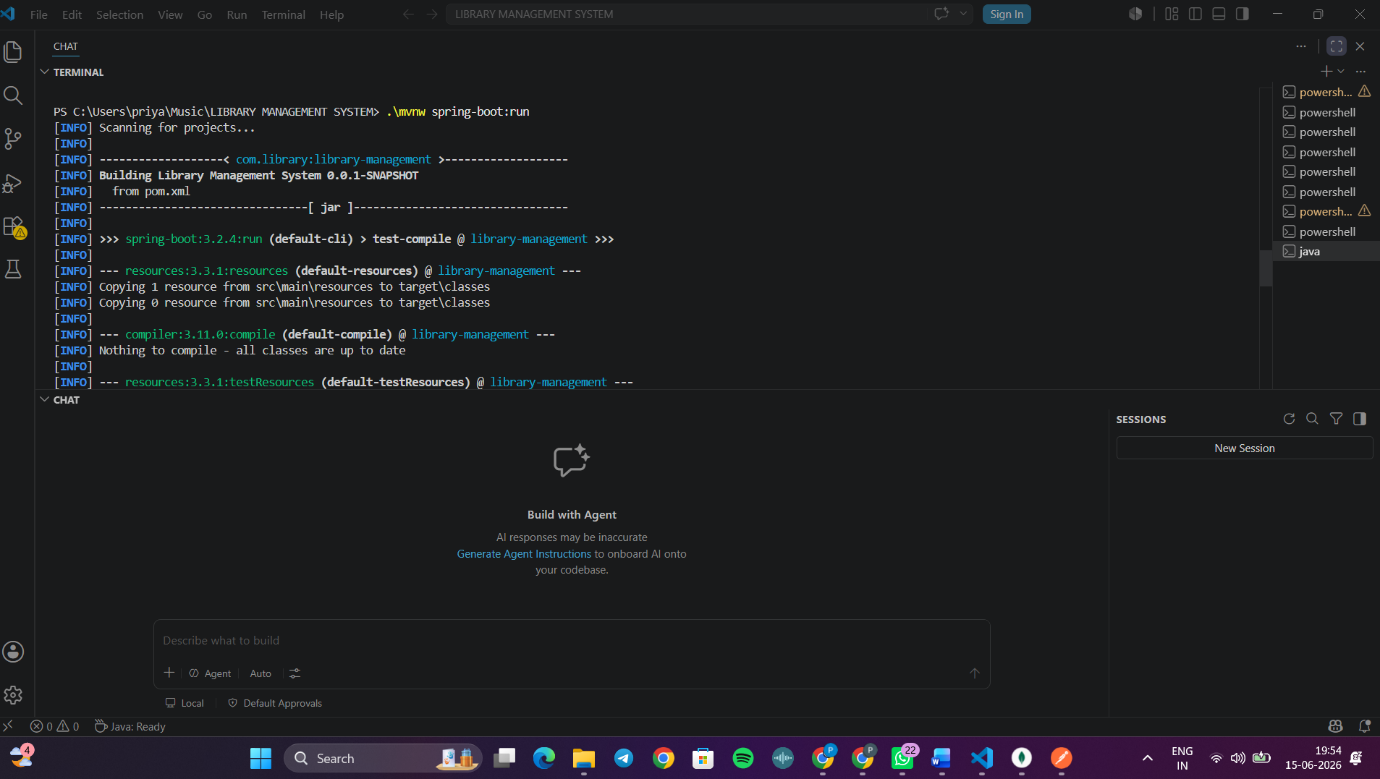 File Edit Selection View Go Run Terminal Help
LIBRARY MANAGEMENT SYSTEM
Sign In
CHAT
TERMINAL
PS C:\Users\priya\Music\LIBRARY MANAGEMENT SYSTEM> .\mvnw spring-boot:run
[INFO] Scanning for projects...
[INFO]
[INFO] -------------------< com.library:library-management >-------------------
[INFO] Building Library Management System 0.0.1-SNAPSHOT
[INFO]   from pom.xml
[INFO] --------------------------------[ jar ]---------------------------------
[INFO]
[INFO] >>> spring-boot:3.2.4:run (default-cli) > test-compile @ library-management >>>
[INFO]
[INFO] --- resources:3.3.1:resources (default-resources) @ library-management ---
[INFO] Copying 1 resource from src\main\resources to target\classes
[INFO] Copying 0 resource from src\main\resources to target\classes
[INFO]
[INFO] --- compiler:3.11.0:compile (default-compile) @ library-management ---
[INFO] Nothing to compile - all classes are up to date
[INFO]
[INFO] --- resources:3.3.1:testResources (default-testResources) @ library-management ---
powersh...
powershell
powershell
powershell
powershell
powershell
powersh...
powershell
java
CHAT
SESSIONS
New Session
Build with Agent
AI responses may be inaccurate
Generate Agent Instructions to onboard AI onto
your codebase.
Describe what to build
Agent Auto
Local Default Approvals
0 0 Java: Ready
4
Search
22
ENG
IN
19:54
15-06-2026